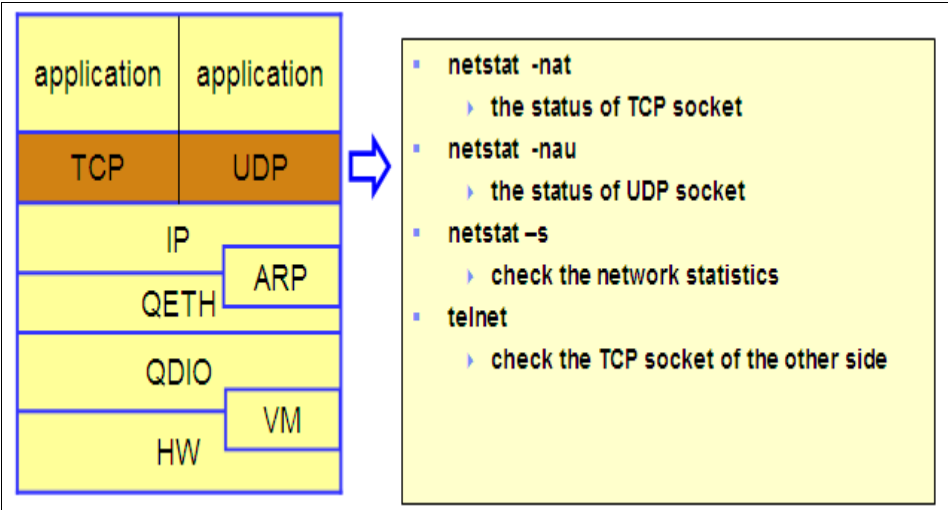 application application
TCP UDP
IP
ARP
QETH
QDIO
VM
HW
netstat -nat
the status of TCP socket
netstat -nau
the status of UDP socket
netstat –s
check the network statistics
telnet
check the TCP socket of the other side